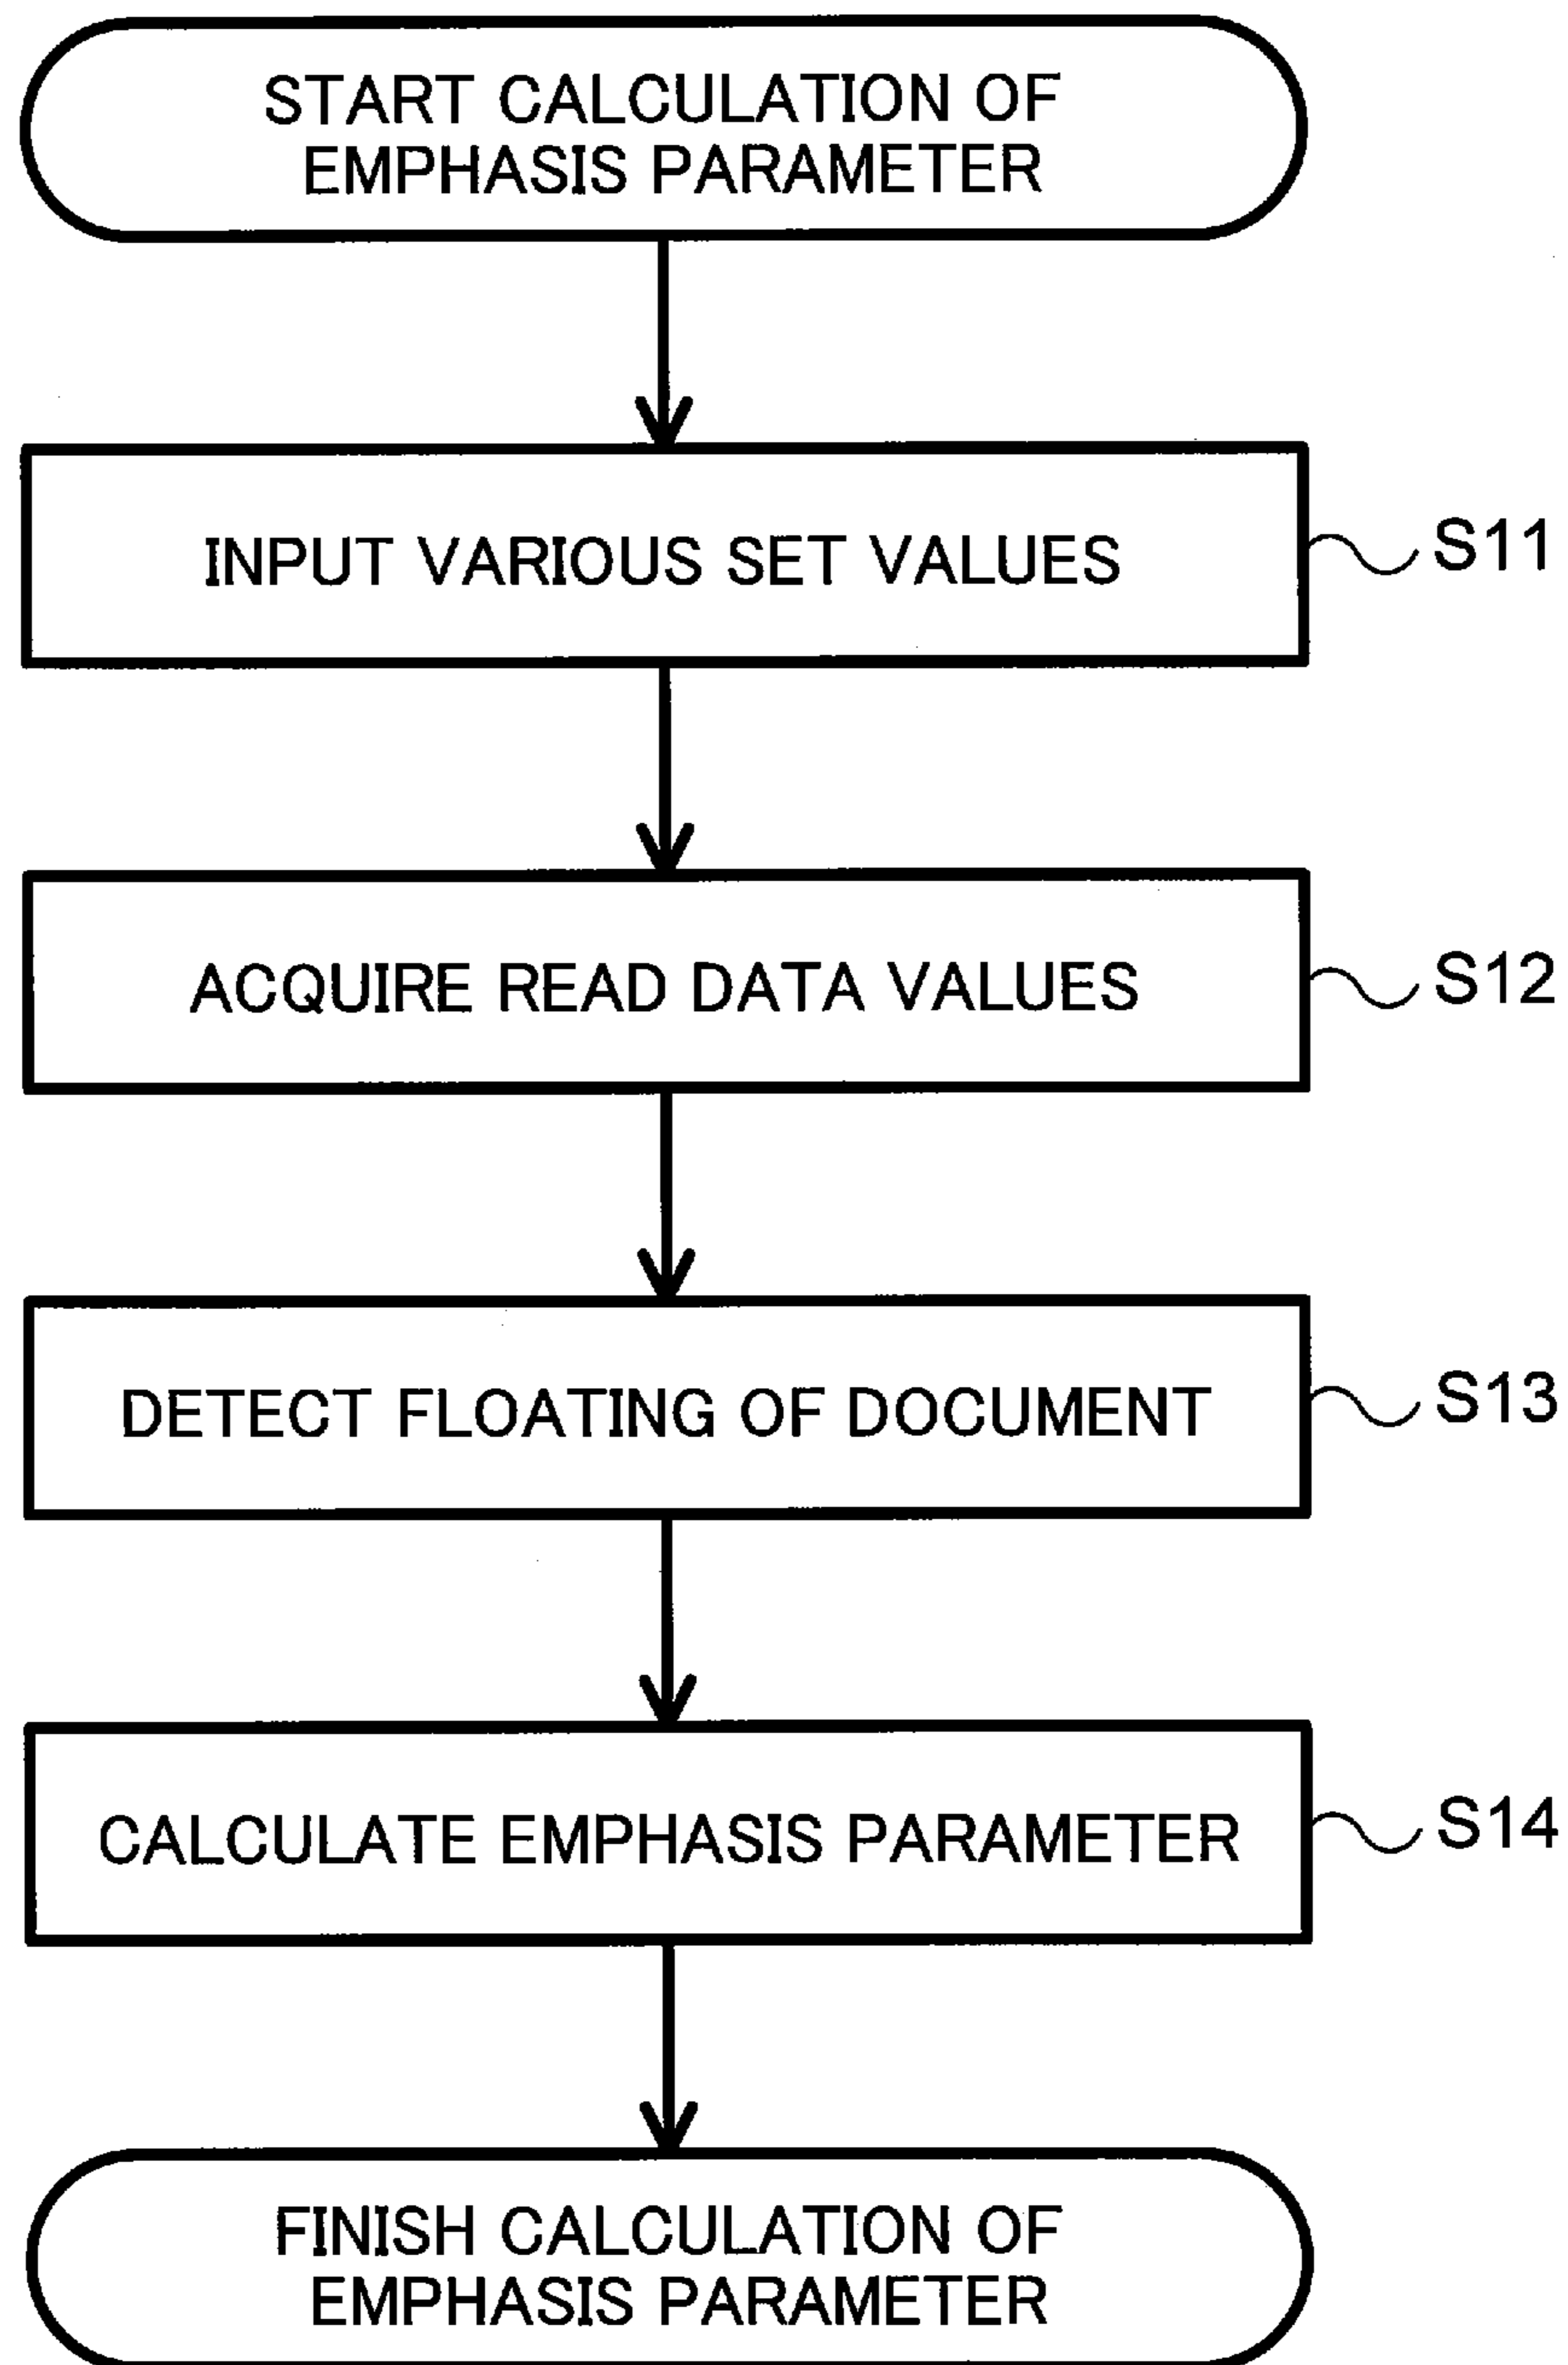 START CALCULATION OF
EMPHASIS PARAMETER
INPUT VARIOUS SET VALUES
S11
ACQUIRE READ DATA VALUES
S12
DETECT FLOATING OF DOCUMENT
S13
CALCULATE EMPHASIS PARAMETER
S14
FINISH CALCULATION OF
EMPHASIS PARAMETER